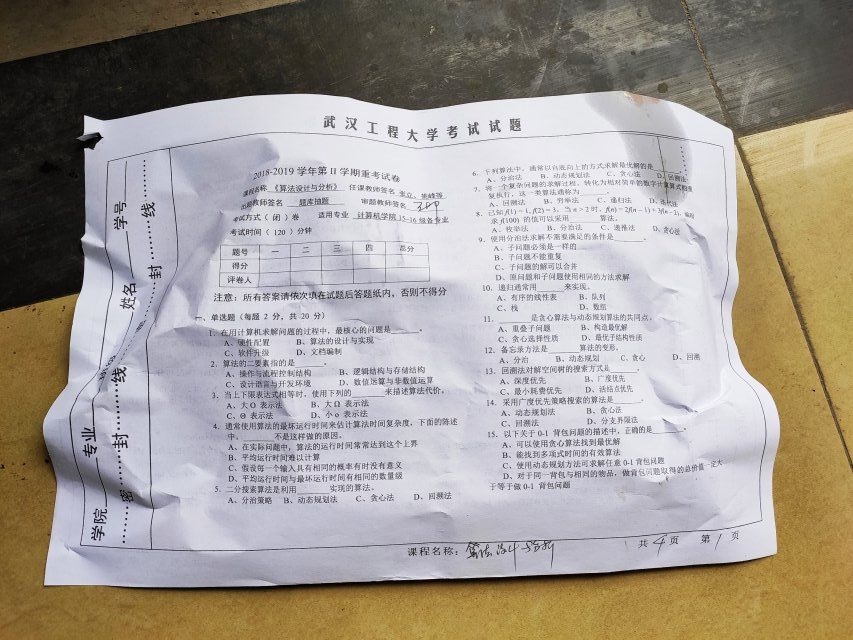 武汉工程大学考试试题
2018-2019 学年第 II 学期重考试卷
课程名称 《算法设计与分析》 任课教师签名
出题教师签名 题库抽题 审题教师签名
考试方式（ 闭 ）卷 适用专业 计算机学院 15-16 级各专业
考试时间（ 120 ）分钟
题号 一 二 三 四 总分
得分
评卷人
注意：所有答案请依次填在试题后答题纸内，否则不得分
一、单选题（每题 2 分，共 20 分）
1、在用计算机求解问题的过程中，最核心的问题是______。
A、硬件配置 B、算法的设计与实现
C、软件升级 D、文档编制
2、算法的二要素指的是______。
A、操作与流程控制结构 B、逻辑结构与存储结构
C、设计语言与开发环境 D、数值运算与非数值运算
3、当上下限表达式相等时，使用下列的______来描述算法代价。
A、大 O 表示法 B、大 Ω 表示法
C、Θ 表示法 D、小 o 表示法
4、通常使用算法的最坏运行时间来估计算法时间复杂度，下面的陈述
中，______不是这样做的原因。
A、在实际问题中，算法的运行时间常常达到这个上界
B、平均运行时间难以计算
C、假设每一个输入具有相同的概率有时没有意义
D、平均运行时间与最坏运行时间有相同的数量级
5、二分搜索算法是利用______实现的算法。
A、分治策略 B、动态规划法 C、贪心法 D、回溯法
6、下列算法中，通常以自底向上的方式求解最优解的是
A、分治法 B、动态规划法 C、贪心法 D、回溯法
7、将一个复杂问题的求解过程，转化为相对简单的
复执行，这一类算法通称为______
A、回溯法 B、穷举法 C、递归法 D、迭代法
8、已知 f(1) = 1, f(2) = 3，当 n > 2 时，f(n) = 2f(n − 1) + 3f(n − 2)，
求 f(100) 的值可以采用______算法。
A、枚举法 B、分治法 C、递推法 D、贪心法
9、使用分治法求解不需要满足的条件是______。
A、子问题必须是一样的
B、子问题不能重复
C、子问题的解可以合并
D、原问题和子问题使用相同的方法求解
10、递归通常用______来实现。
A、有序的线性表 B、队列
C、栈 D、数组
11、______是贪心算法与动态规划算法的共同点。
A、重叠子问题 B、构造最优解
C、贪心选择性质 D、最优子结构性质
12、备忘录方法是______算法的变形。
A、分治 B、动态规划 C、贪心 D、回溯
13、回溯法对解空间树的搜索方式是______。
A、深度优先 B、广度优先
C、最小耗费优先 D、活结点优先
14、采用广度优先策略搜索的算法是______。
A、动态规划法 B、贪心法
C、回溯法 D、分支界限法
15、以下关于 0-1 背包问题的描述中，正确的是______。
A、可以使用贪心算法找到最优解
B、能找到多项式时间的有效算法
C、使用动态规划方法可求解任意 0-1 背包问题
D、对于同一背包与相同的物品，做背包问题取得的总价值一定大
于等于做 0-1 背包问题
课程名称： 算法设计与分析 共 4 页 第 1 页
学院 专业 姓名 学号
密 封 线 密 封 线